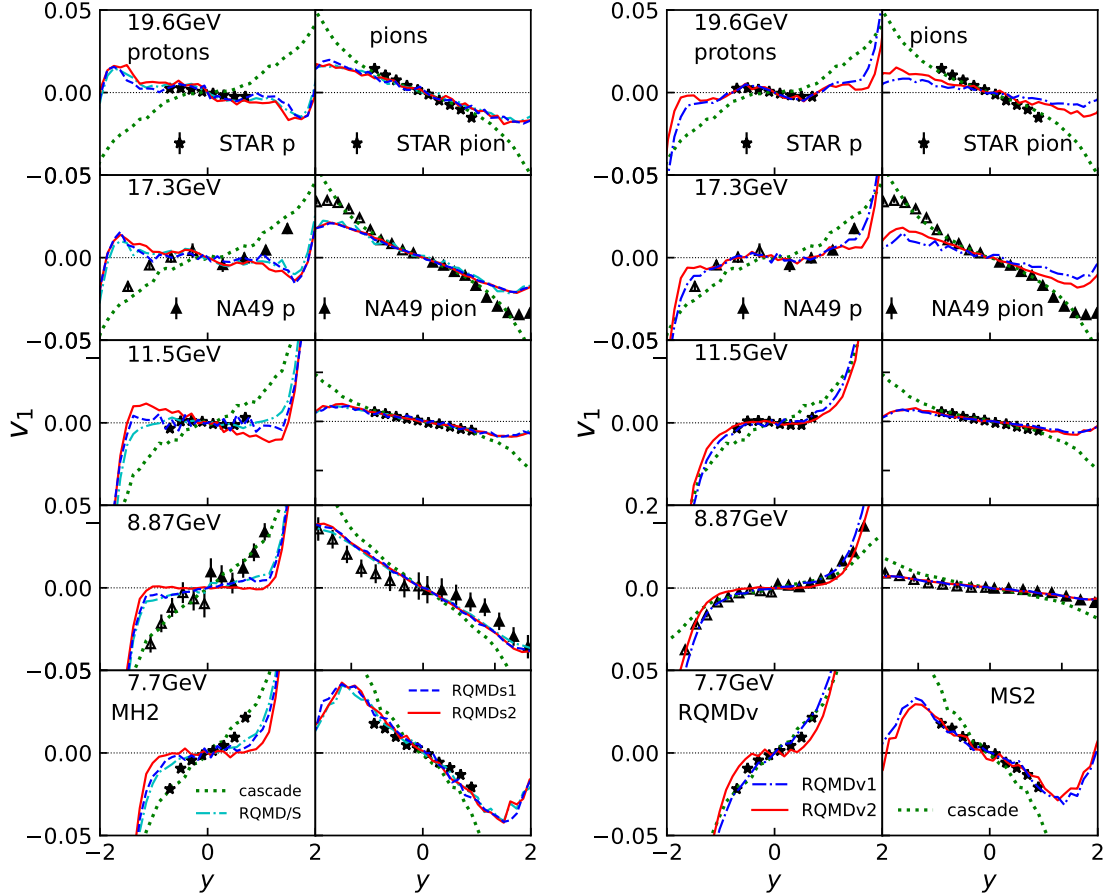 0.05
19.6GeV
protons
pions
0.00
STAR p
STAR pion
−0.05
17.3GeV
0.00
NA49 p
NA49 pion
−0.05
11.5GeV
v1
0.00
0.05
8.87GeV
0.00
−0.05
7.7GeV
MH2
RQMDs1
RQMDs2
0.00
cascade
RQMD/S
−0.05
−2
0
2
0
2
y
y
0.05
19.6GeV
protons
pions
0.00
STAR p
STAR pion
−0.05
17.3GeV
0.00
NA49 p
NA49 pion
−0.05
11.5GeV
v1
0.00
0.2
8.87GeV
0.0
0.05
7.7GeV
RQMDv
MS2
0.00
RQMDv1
RQMDv2
cascade
−0.05
−2
0
2
0
2
y
y